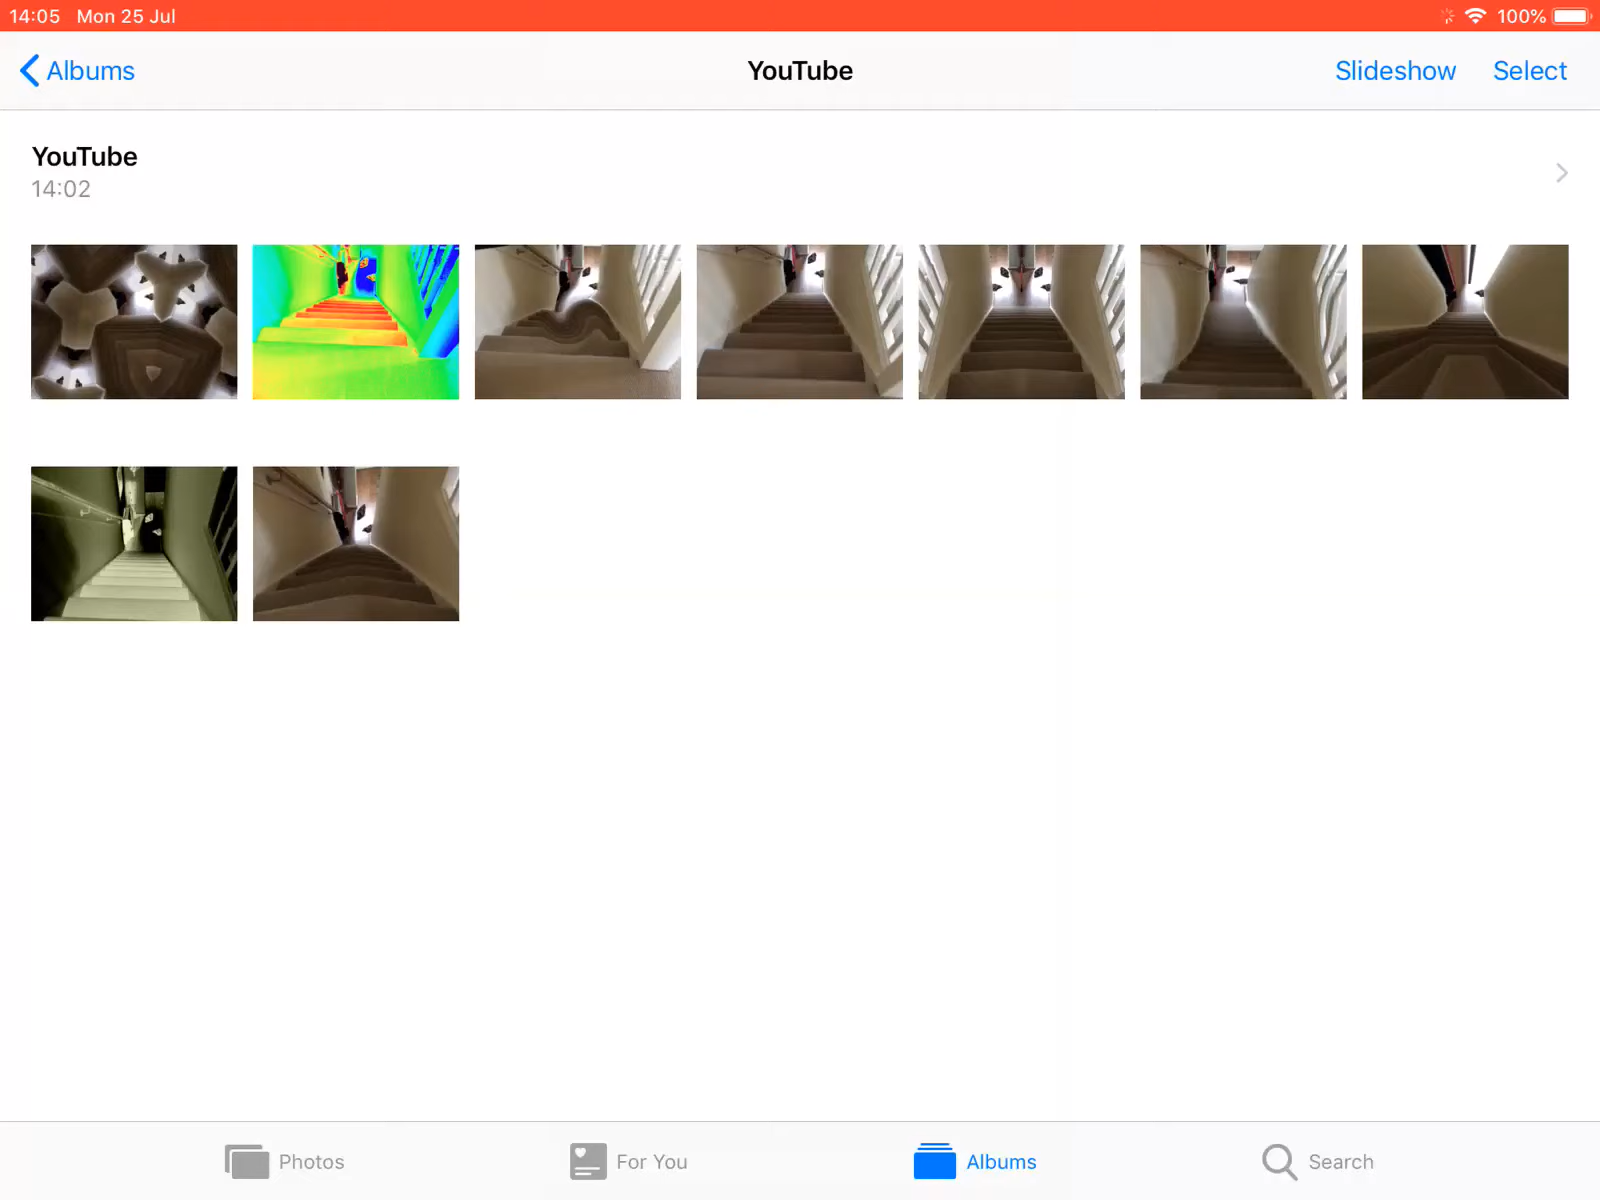 14:05 Mon 25 Jul 100%
Albums YouTube Slideshow Select
YouTube
14:02
Photos For You Albums Search